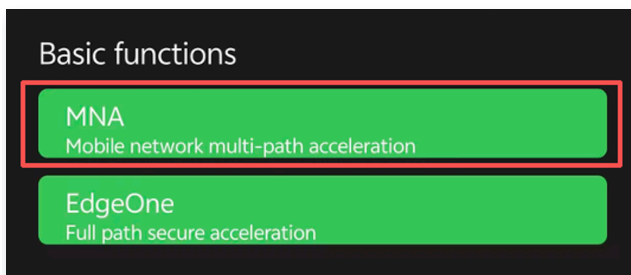 Basic functions
MNA
Mobile network multi-path acceleration
EdgeOne
Full path secure acceleration